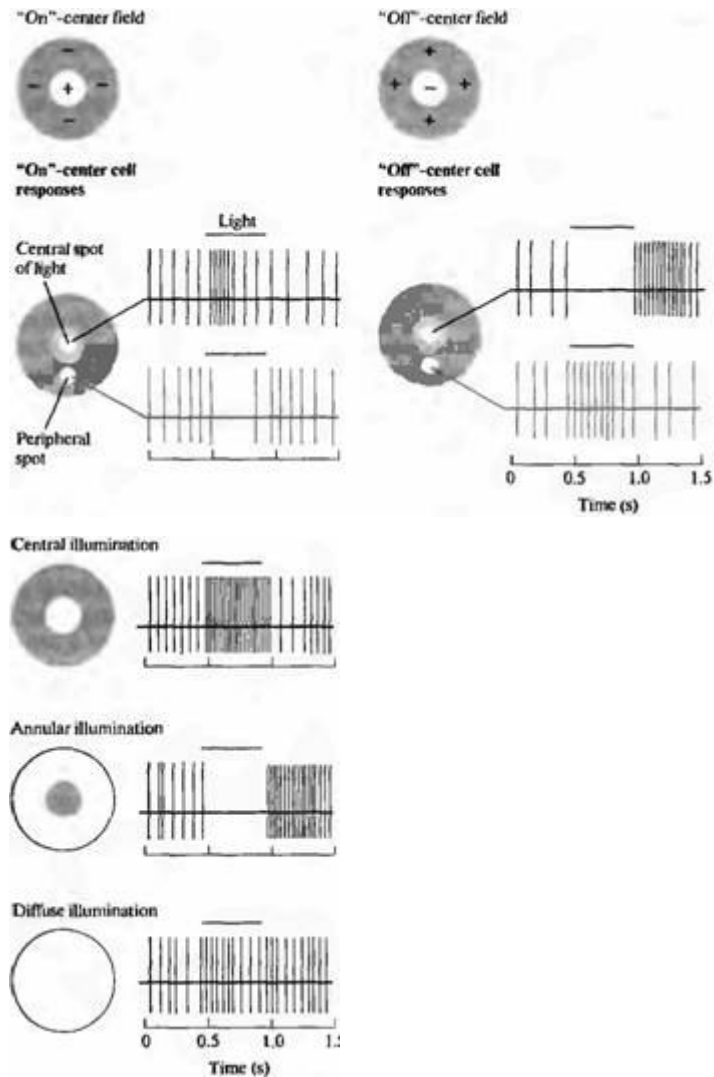 "On"-center field
−
− + −
−
"On"-center cell
responses
Light
Central spot
of light
Peripheral
spot
"Off"-center field
+
+ − +
+
"Off"-center cell
responses
0 0.5 1.0 1.5
Time (s)
Central illumination
Annular illumination
Diffuse illumination
0 0.5 1.0 1.5
Time (s)